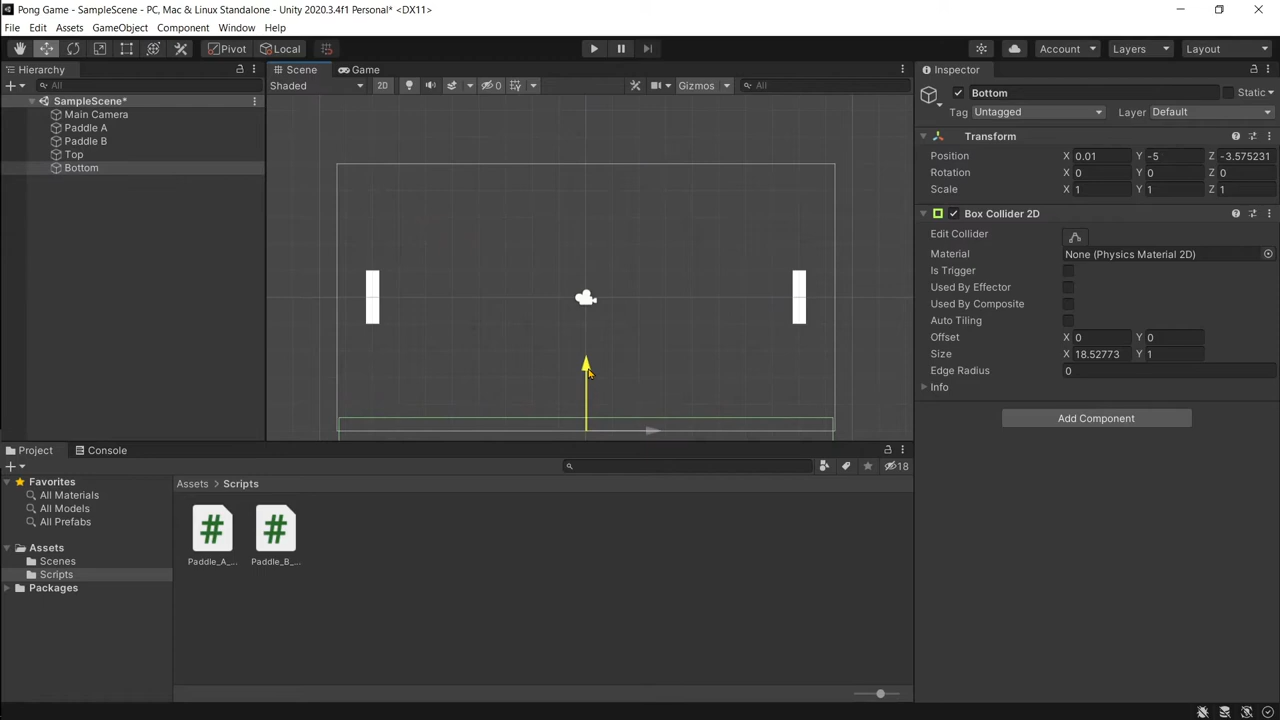 Pong Game - SampleScene - PC, Mac & Linux Standalone - Unity 2020.3.4f1 Personal* <DX11>
File Edit Assets GameObject Component Window Help
Pivot Local Account Layers Layout
Hierarchy
All
SampleScene*
Main Camera
Paddle A
Paddle B
Top
Bottom
Scene Game
Shaded 2D 0 Gizmos All
Inspector
Bottom Static
Tag Untagged Layer Default
Transform
Position X 0.01 Y -5 Z -3.575231
Rotation X 0 Y 0 Z 0
Scale X 1 Y 1 Z 1
Box Collider 2D
Edit Collider
Material None (Physics Material 2D)
Is Trigger
Used By Effector
Used By Composite
Auto Tiling
Offset X 0 Y 0
Size X 18.52773 Y 1
Edge Radius 0
Info
Add Component
Project Console
18
Favorites
All Materials
All Models
All Prefabs
Assets
Scenes
Scripts
Packages
Assets Scripts
Paddle_A_... Paddle_B_...